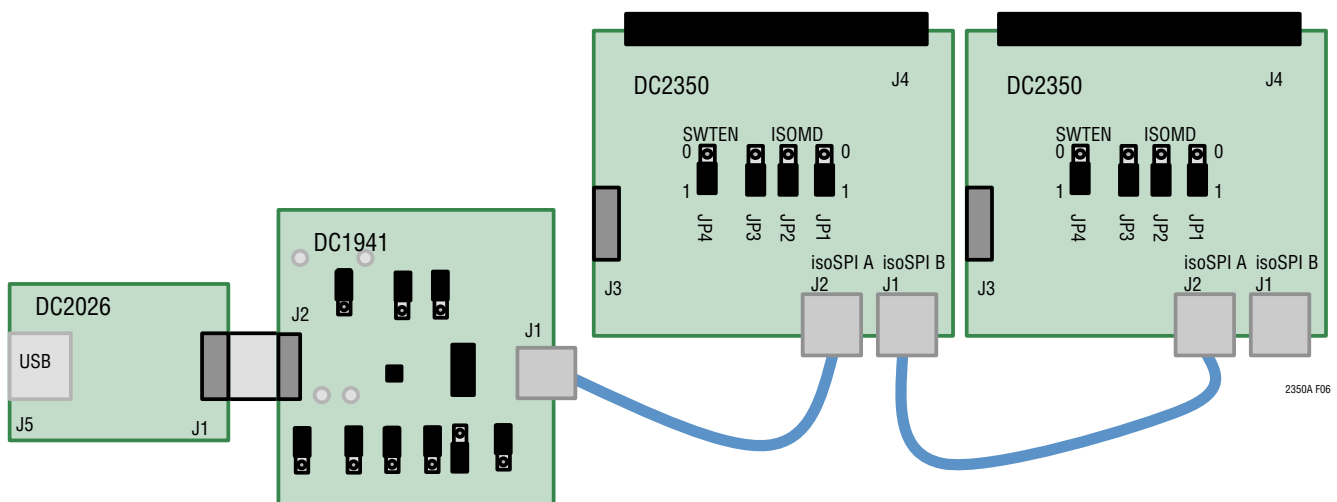 DC2026
USB
J5
J1
DC1941
J2
J1
DC2350
J4
SWTEN
ISOMD
0
1
0
1
JP4
JP3
JP2
JP1
J3
isoSPI A
J2
isoSPI B
J1
DC2350
J4
SWTEN
ISOMD
0
1
0
1
JP4
JP3
JP2
JP1
J3
isoSPI A
J2
isoSPI B
J1
2350A F06